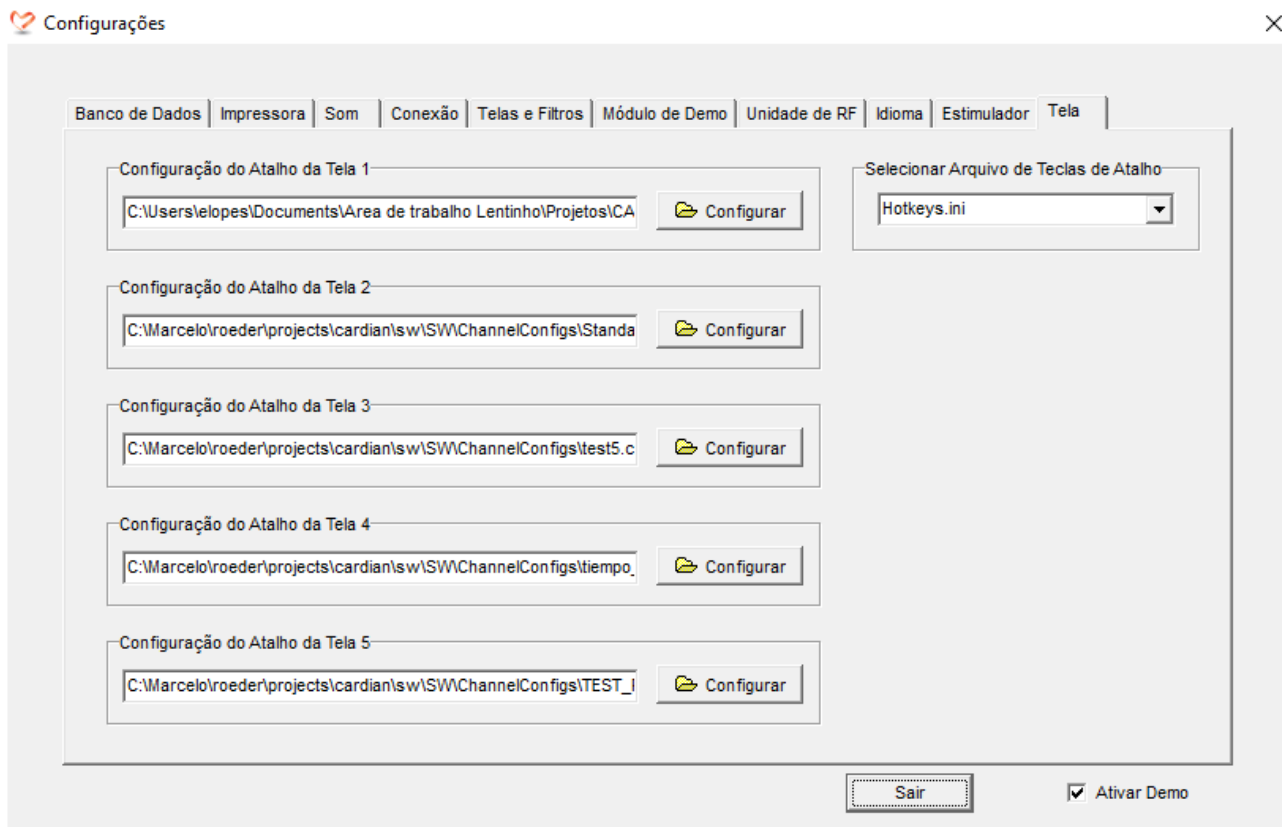 Configurações
Banco de Dados Impressora Som Conexão Telas e Filtros Módulo de Demo Unidade de RF Idioma Estimulador Tela
Configuração do Atalho da Tela 1
C:\Users\elopes\Documents\Area de trabalho Lentinho\Projetos\CA
Configurar
Selecionar Arquivo de Teclas de Atalho
Hotkeys.ini
Configuração do Atalho da Tela 2
C:\Marcelo\roeder\projects\cardian\sw\SW\ChannelConfigs\Standa
Configurar
Configuração do Atalho da Tela 3
C:\Marcelo\roeder\projects\cardian\sw\SW\ChannelConfigs\test5.c
Configurar
Configuração do Atalho da Tela 4
C:\Marcelo\roeder\projects\cardian\sw\SW\ChannelConfigs\tiempo_
Configurar
Configuração do Atalho da Tela 5
C:\Marcelo\roeder\projects\cardian\sw\SW\ChannelConfigs\TEST_
Configurar
Sair
Ativar Demo